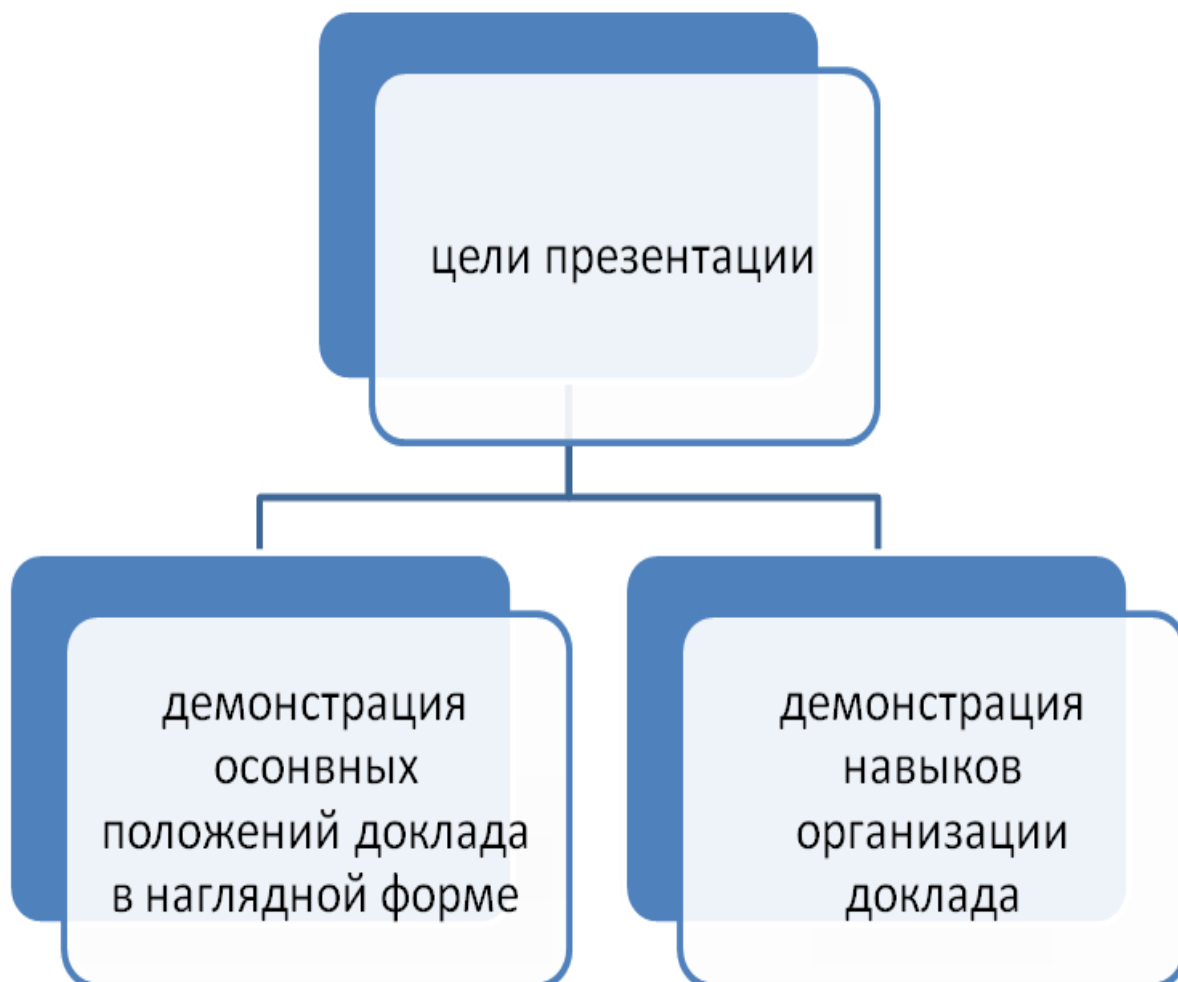 цели презентации
демонстрация
осонвных
положений доклада
в наглядной форме
демонстрация
навыков
организации
доклада